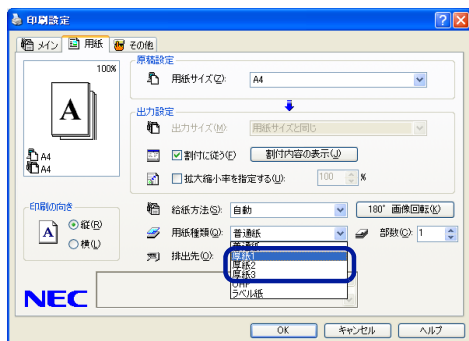 印刷設定
メイン 用紙 その他
100%
A
A4
A4
原稿設定
用紙サイズ(Z): A4
出力設定
出力サイズ(M): 用紙サイズと同じ
割付に従う(F) 割付内容の表示(J)
拡大縮小率を指定する(U): 100 %
印刷の向き
A
縦(R)
横(L)
給紙方法(S): 自動 180° 画像回転(K)
用紙種類(Q): 普通紙 部数(C): 1
普通紙
排出先(O): 厚紙1
厚紙2
厚紙3
OHP
ラベル紙
NEC
OK キャンセル ヘルプ